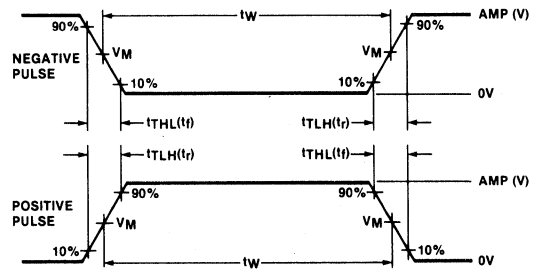 tW
AMP (V)
90%
90%
NEGATIVE
PULSE
VM
VM
10%
10%
0V
tTHL(tf)
tTLH(tr)
tTLH(tr)
tTHL(tf)
AMP (V)
90%
90%
POSITIVE
PULSE
VM
VM
10%
10%
0V
tW